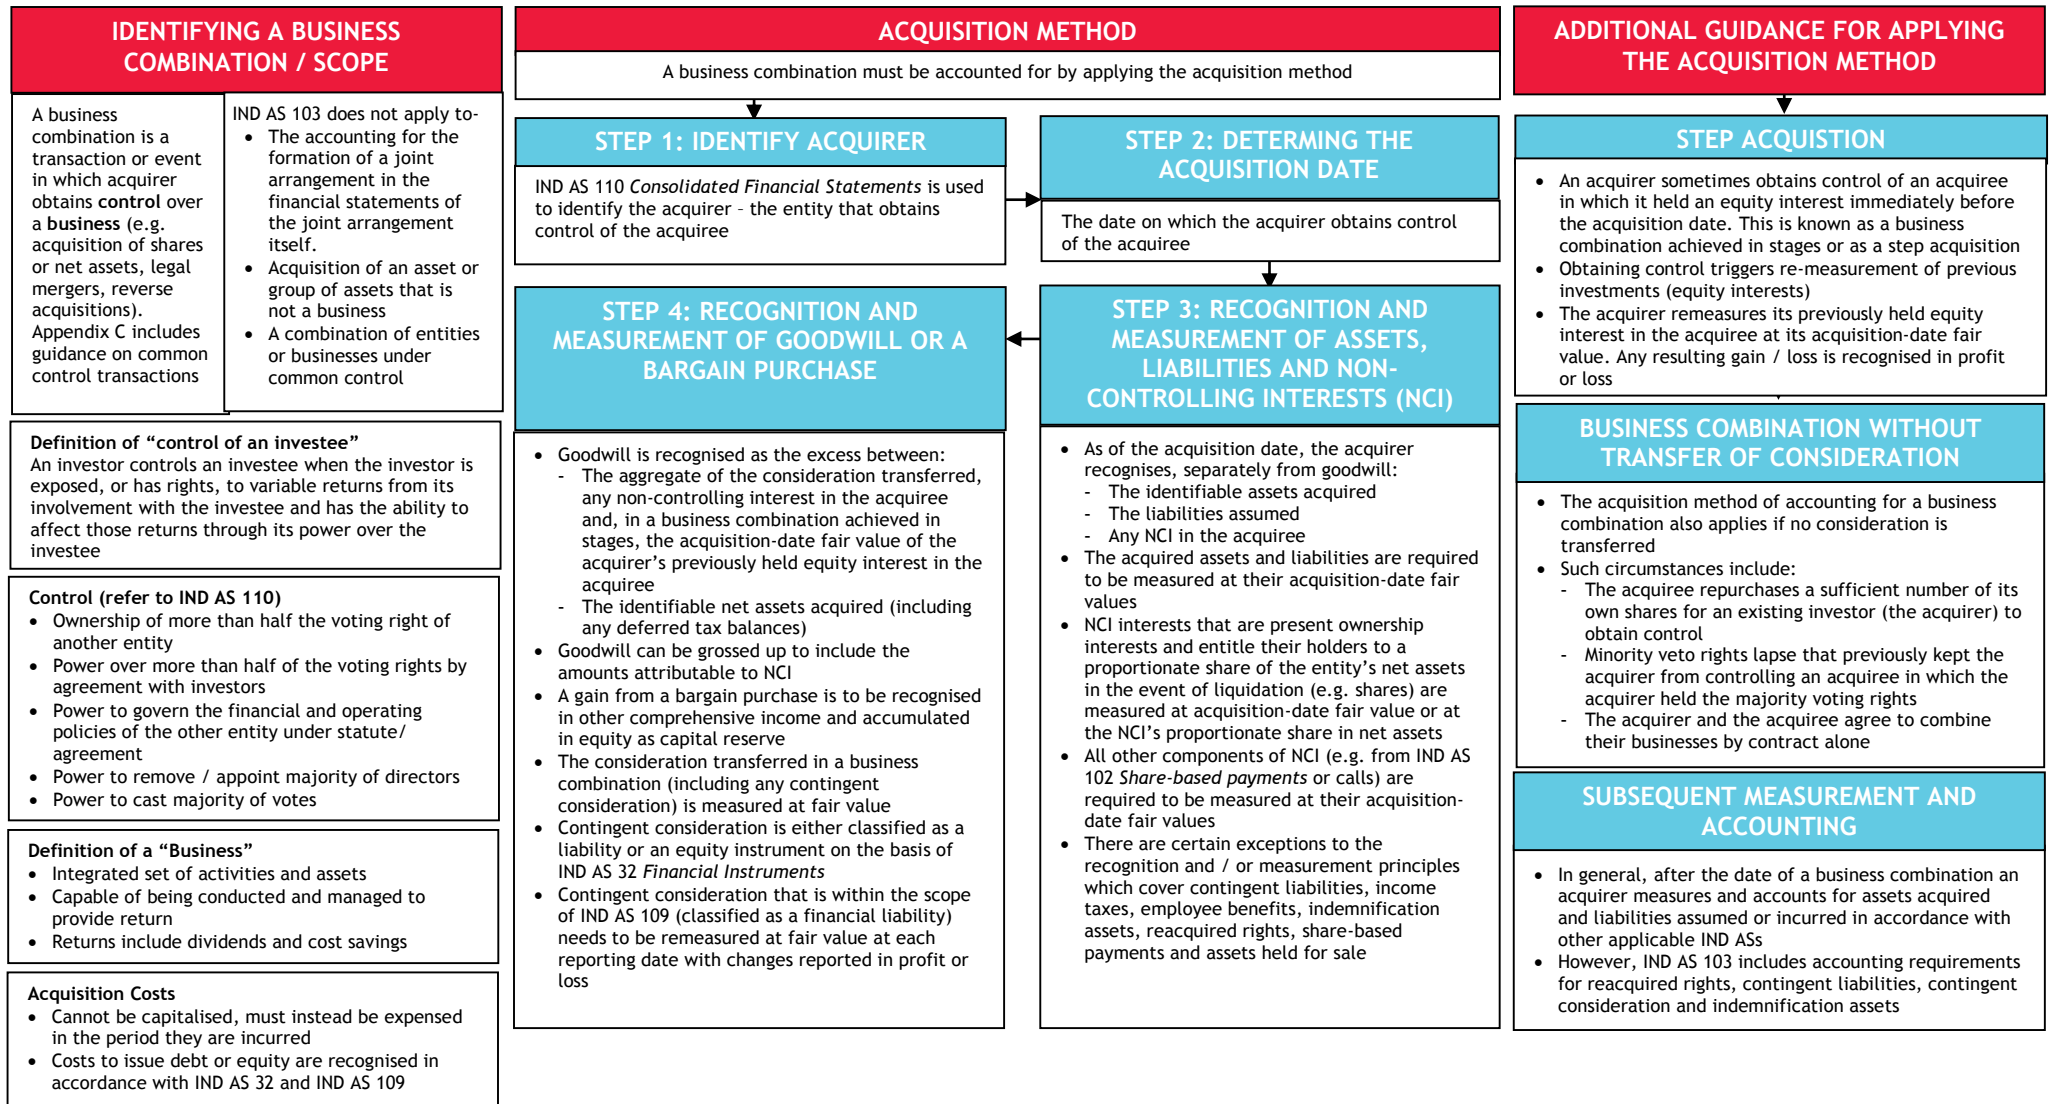 IDENTIFYING A BUSINESS
COMBINATION / SCOPE
A business
combination is a
transaction or event
in which acquirer
obtains control over
a business (e.g.
acquisition of shares
or net assets, legal
mergers, reverse
acquisitions).
Appendix C includes
guidance on common
control transactions
IND AS 103 does not apply to-
• The accounting for the
formation of a joint
arrangement in the
financial statements of
the joint arrangement
itself.
• Acquisition of an asset or
group of assets that is
not a business
• A combination of entities
or businesses under
common control
Definition of “control of an investee”
An investor controls an investee when the investor is
exposed, or has rights, to variable returns from its
involvement with the investee and has the ability to
affect those returns through its power over the
investee
Control (refer to IND AS 110)
• Ownership of more than half the voting right of
another entity
• Power over more than half of the voting rights by
agreement with investors
• Power to govern the financial and operating
policies of the other entity under statute/
agreement
• Power to remove / appoint majority of directors
• Power to cast majority of votes
Definition of a “Business”
• Integrated set of activities and assets
• Capable of being conducted and managed to
provide return
• Returns include dividends and cost savings
Acquisition Costs
• Cannot be capitalised, must instead be expensed
in the period they are incurred
• Costs to issue debt or equity are recognised in
accordance with IND AS 32 and IND AS 109
ACQUISITION METHOD
A business combination must be accounted for by applying the acquisition method
STEP 1: IDENTIFY ACQUIRER
IND AS 110 Consolidated Financial Statements is used
to identify the acquirer – the entity that obtains
control of the acquiree
STEP 2: DETERMING THE
ACQUISITION DATE
The date on which the acquirer obtains control
of the acquiree
STEP 3: RECOGNITION AND
MEASUREMENT OF ASSETS,
LIABILITIES AND NON-
CONTROLLING INTERESTS (NCI)
• As of the acquisition date, the acquirer
recognises, separately from goodwill:
- The identifiable assets acquired
- The liabilities assumed
- Any NCI in the acquiree
• The acquired assets and liabilities are required
to be measured at their acquisition-date fair
values
• NCI interests that are present ownership
interests and entitle their holders to a
proportionate share of the entity’s net assets
in the event of liquidation (e.g. shares) are
measured at acquisition-date fair value or at
the NCI’s proportionate share in net assets
• All other components of NCI (e.g. from IND AS
102 Share-based payments or calls) are
required to be measured at their acquisition-
date fair values
• There are certain exceptions to the
recognition and / or measurement principles
which cover contingent liabilities, income
taxes, employee benefits, indemnification
assets, reacquired rights, share-based
payments and assets held for sale
STEP 4: RECOGNITION AND
MEASUREMENT OF GOODWILL OR A
BARGAIN PURCHASE
• Goodwill is recognised as the excess between:
- The aggregate of the consideration transferred,
any non-controlling interest in the acquiree
and, in a business combination achieved in
stages, the acquisition-date fair value of the
acquirer’s previously held equity interest in the
acquiree
- The identifiable net assets acquired (including
any deferred tax balances)
• Goodwill can be grossed up to include the
amounts attributable to NCI
• A gain from a bargain purchase is to be recognised
in other comprehensive income and accumulated
in equity as capital reserve
• The consideration transferred in a business
combination (including any contingent
consideration) is measured at fair value
• Contingent consideration is either classified as a
liability or an equity instrument on the basis of
IND AS 32 Financial Instruments
• Contingent consideration that is within the scope
of IND AS 109 (classified as a financial liability)
needs to be remeasured at fair value at each
reporting date with changes reported in profit or
loss
ADDITIONAL GUIDANCE FOR APPLYING
THE ACQUISITION METHOD
STEP ACQUISTION
• An acquirer sometimes obtains control of an acquiree
in which it held an equity interest immediately before
the acquisition date. This is known as a business
combination achieved in stages or as a step acquisition
• Obtaining control triggers re-measurement of previous
investments (equity interests)
• The acquirer remeasures its previously held equity
interest in the acquiree at its acquisition-date fair
value. Any resulting gain / loss is recognised in profit
or loss
BUSINESS COMBINATION WITHOUT
TRANSFER OF CONSIDERATION
• The acquisition method of accounting for a business
combination also applies if no consideration is
transferred
• Such circumstances include:
- The acquiree repurchases a sufficient number of its
own shares for an existing investor (the acquirer) to
obtain control
- Minority veto rights lapse that previously kept the
acquirer from controlling an acquiree in which the
acquirer held the majority voting rights
- The acquirer and the acquiree agree to combine
their businesses by contract alone
SUBSEQUENT MEASUREMENT AND
ACCOUNTING
• In general, after the date of a business combination an
acquirer measures and accounts for assets acquired
and liabilities assumed or incurred in accordance with
other applicable IND ASs
• However, IND AS 103 includes accounting requirements
for reacquired rights, contingent liabilities, contingent
consideration and indemnification assets